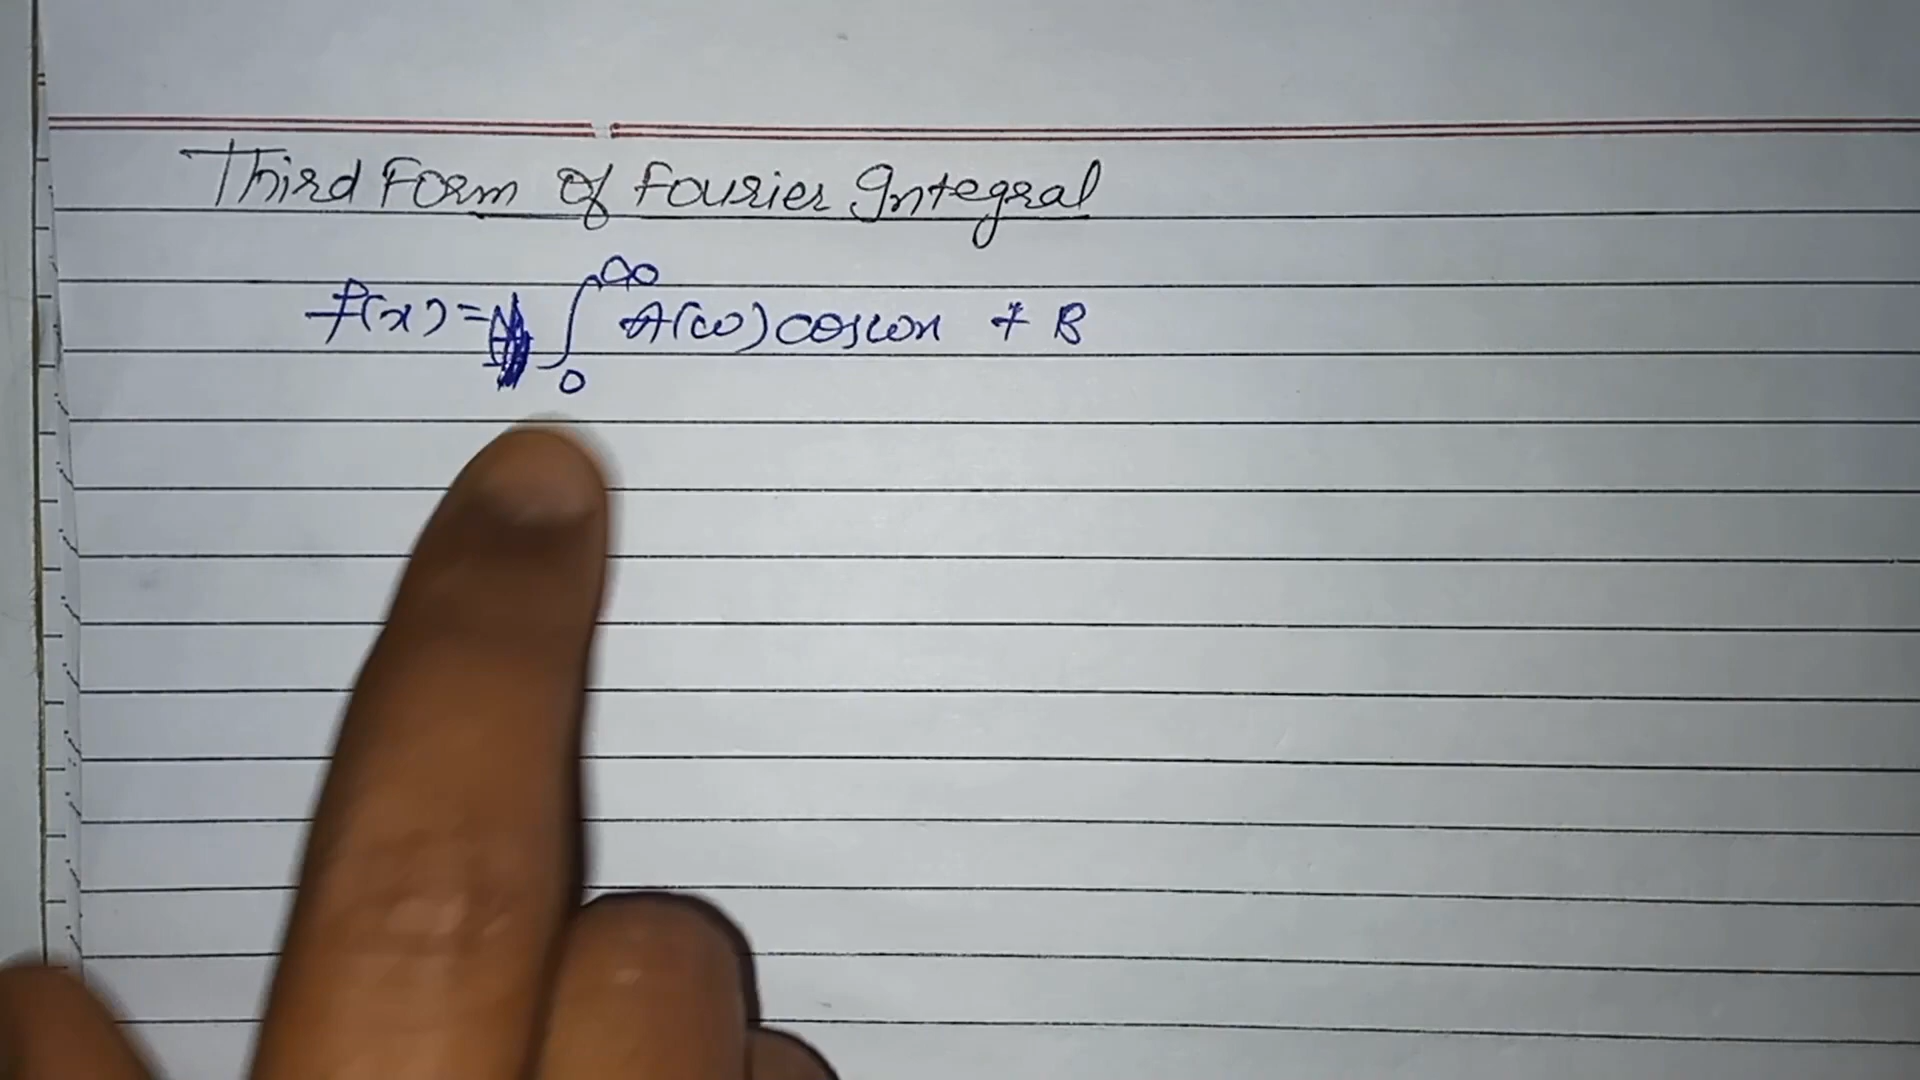 Third Form Of Fourier Integral
f(x) = ∫₀^∞ A(ω) cos ωx + B